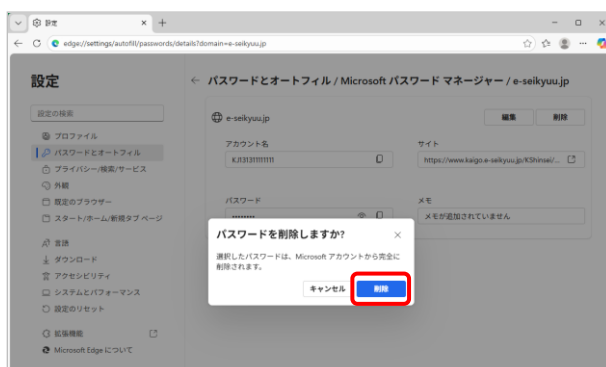 設定
edge://settings/autofill/passwords/details?domain=e-seikyuu.jp
設定
パスワードとオートフィル / Microsoft パスワード マネージャー / e-seikyuu.jp
設定の検索
プロファイル
パスワードとオートフィル
プライバシー/検索/サービス
外観
既定のブラウザー
スタート/ホーム/新規タブ ページ
言語
ダウンロード
アクセシビリティ
システムとパフォーマンス
設定のリセット
拡張機能
Microsoft Edge について
e-seikyuu.jp
編集
削除
アカウント名
サイト
https://www.kaigo.e-seikyuu.jp/KShinsei/...
パスワード
メモ
••••••••
メモが追加されていません
パスワードを削除しますか?
選択したパスワードは、Microsoft アカウントから完全に
削除されます。
キャンセル
削除